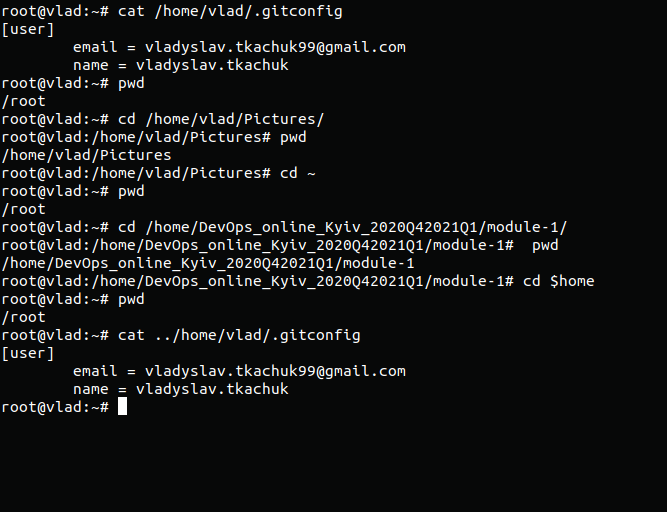 root@vlad:~# cat /home/vlad/.gitconfig
[user]
        email = vladyslav.tkachuk99@gmail.com
        name = vladyslav.tkachuk
root@vlad:~# pwd
/root
root@vlad:~# cd /home/vlad/Pictures/
root@vlad:/home/vlad/Pictures# pwd
/home/vlad/Pictures
root@vlad:/home/vlad/Pictures# cd ~
root@vlad:~# pwd
/root
root@vlad:~# cd /home/DevOps_online_Kyiv_2020Q42021Q1/module-1/
root@vlad:/home/DevOps_online_Kyiv_2020Q42021Q1/module-1#  pwd
/home/DevOps_online_Kyiv_2020Q42021Q1/module-1
root@vlad:/home/DevOps_online_Kyiv_2020Q42021Q1/module-1# cd $home
root@vlad:~# pwd
/root
root@vlad:~# cat ../home/vlad/.gitconfig
[user]
        email = vladyslav.tkachuk99@gmail.com
        name = vladyslav.tkachuk
root@vlad:~#